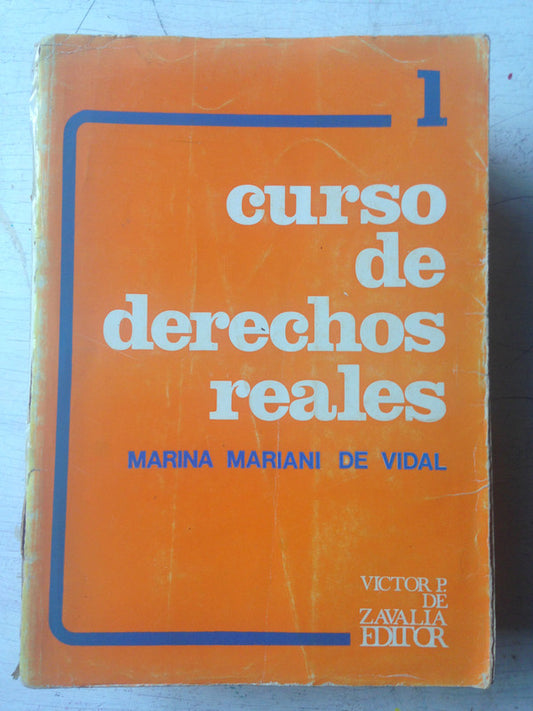 1
curso
de
derechos
reales
MARINA MARIANI DE VIDAL
VICTOR P.
DE
ZAVALIA
EDITOR